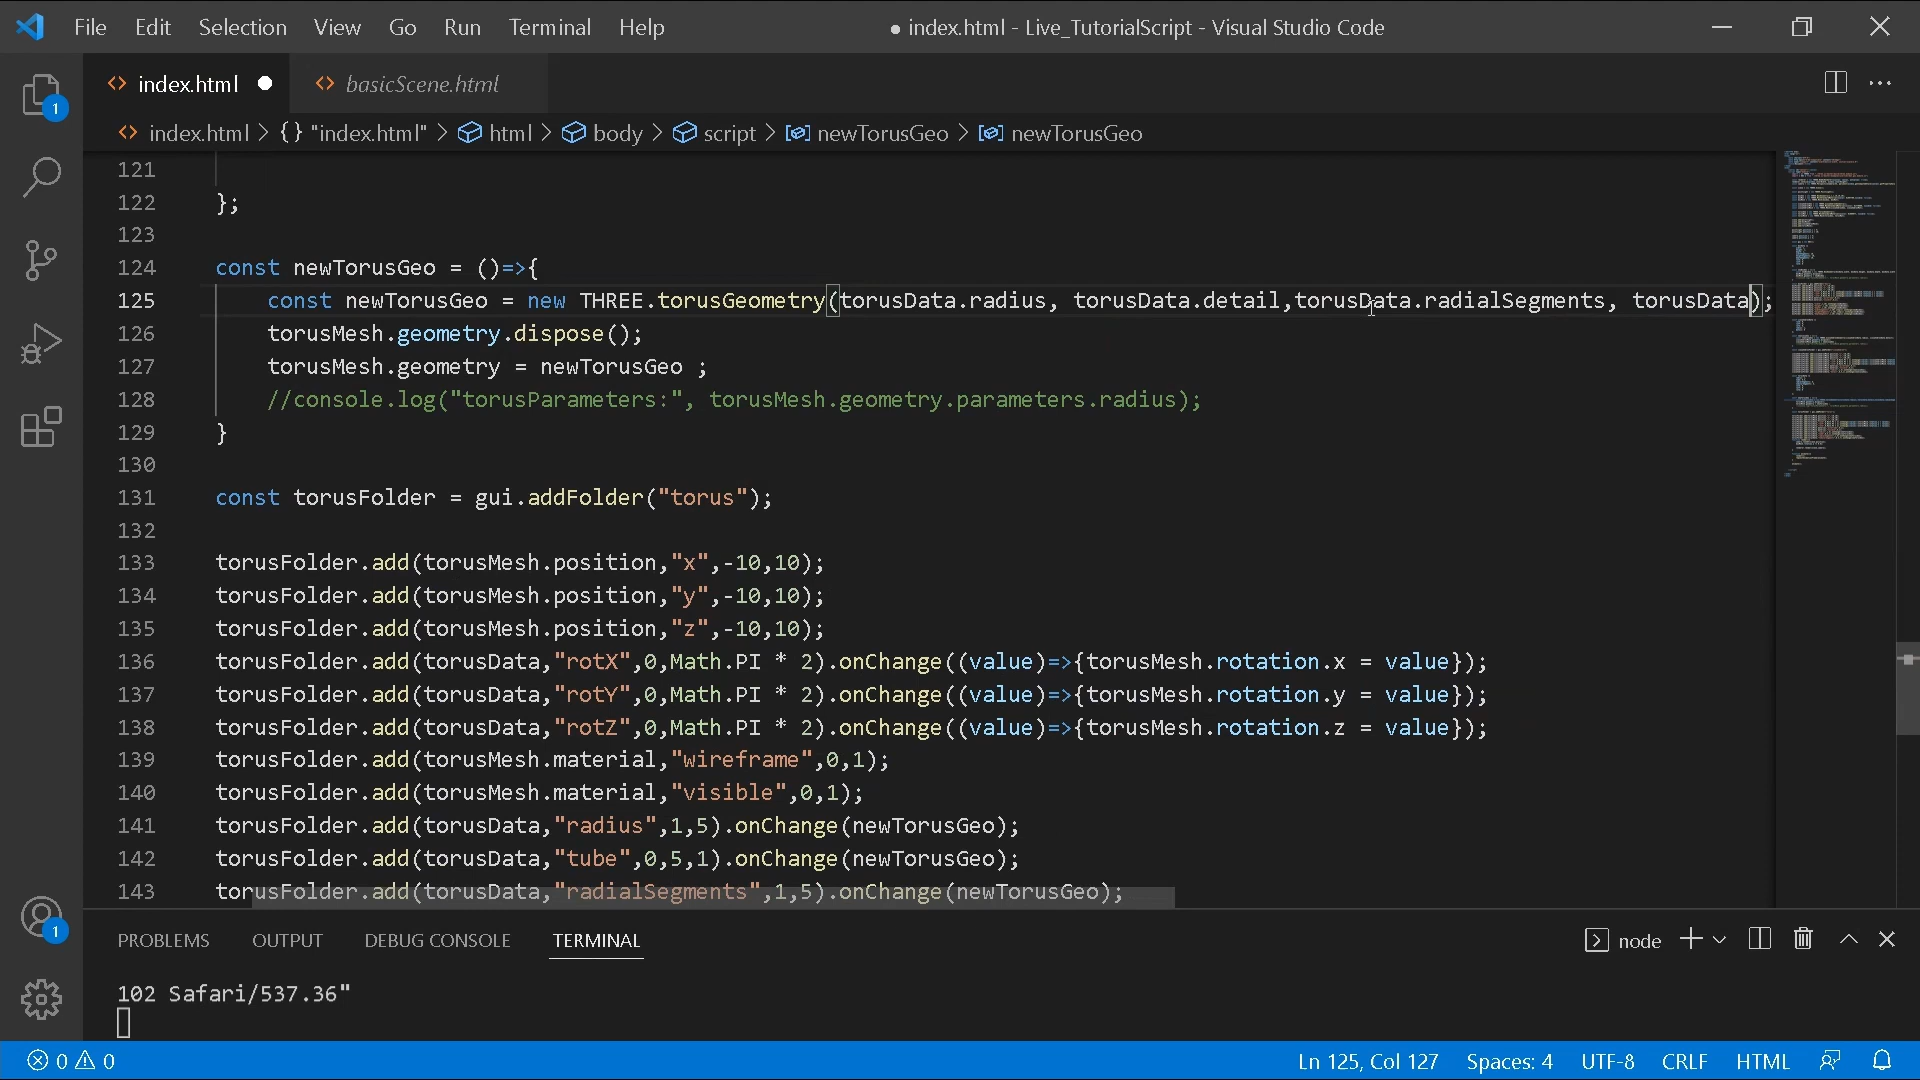 File Edit Selection View Go Run Terminal Help ● index.html - Live_TutorialScript - Visual Studio Code
index.html basicScene.html
1
index.html > {} "index.html" > html > body > script > newTorusGeo > newTorusGeo
121
122 };
123
124 const newTorusGeo = ()=>{
125 const newTorusGeo = new THREE.torusGeometry(torusData.radius, torusData.detail,torusData.radialSegments, torusData);
126 torusMesh.geometry.dispose();
127 torusMesh.geometry = newTorusGeo ;
128 //console.log("torusParameters:", torusMesh.geometry.parameters.radius);
129 }
130
131 const torusFolder = gui.addFolder("torus");
132
133 torusFolder.add(torusMesh.position,"x",-10,10);
134 torusFolder.add(torusMesh.position,"y",-10,10);
135 torusFolder.add(torusMesh.position,"z",-10,10);
136 torusFolder.add(torusData,"rotX",0,Math.PI * 2).onChange((value)=>{torusMesh.rotation.x = value});
137 torusFolder.add(torusData,"rotY",0,Math.PI * 2).onChange((value)=>{torusMesh.rotation.y = value});
138 torusFolder.add(torusData,"rotZ",0,Math.PI * 2).onChange((value)=>{torusMesh.rotation.z = value});
139 torusFolder.add(torusMesh.material,"wireframe",0,1);
140 torusFolder.add(torusMesh.material,"visible",0,1);
141 torusFolder.add(torusData,"radius",1,5).onChange(newTorusGeo);
142 torusFolder.add(torusData,"tube",0,5,1).onChange(newTorusGeo);
143 torusFolder.add(torusData,"radialSegments",1,5).onChange(newTorusGeo);
1
PROBLEMS OUTPUT DEBUG CONSOLE TERMINAL node
102 Safari/537.36"
0 0 Ln 125, Col 127 Spaces: 4 UTF-8 CRLF HTML